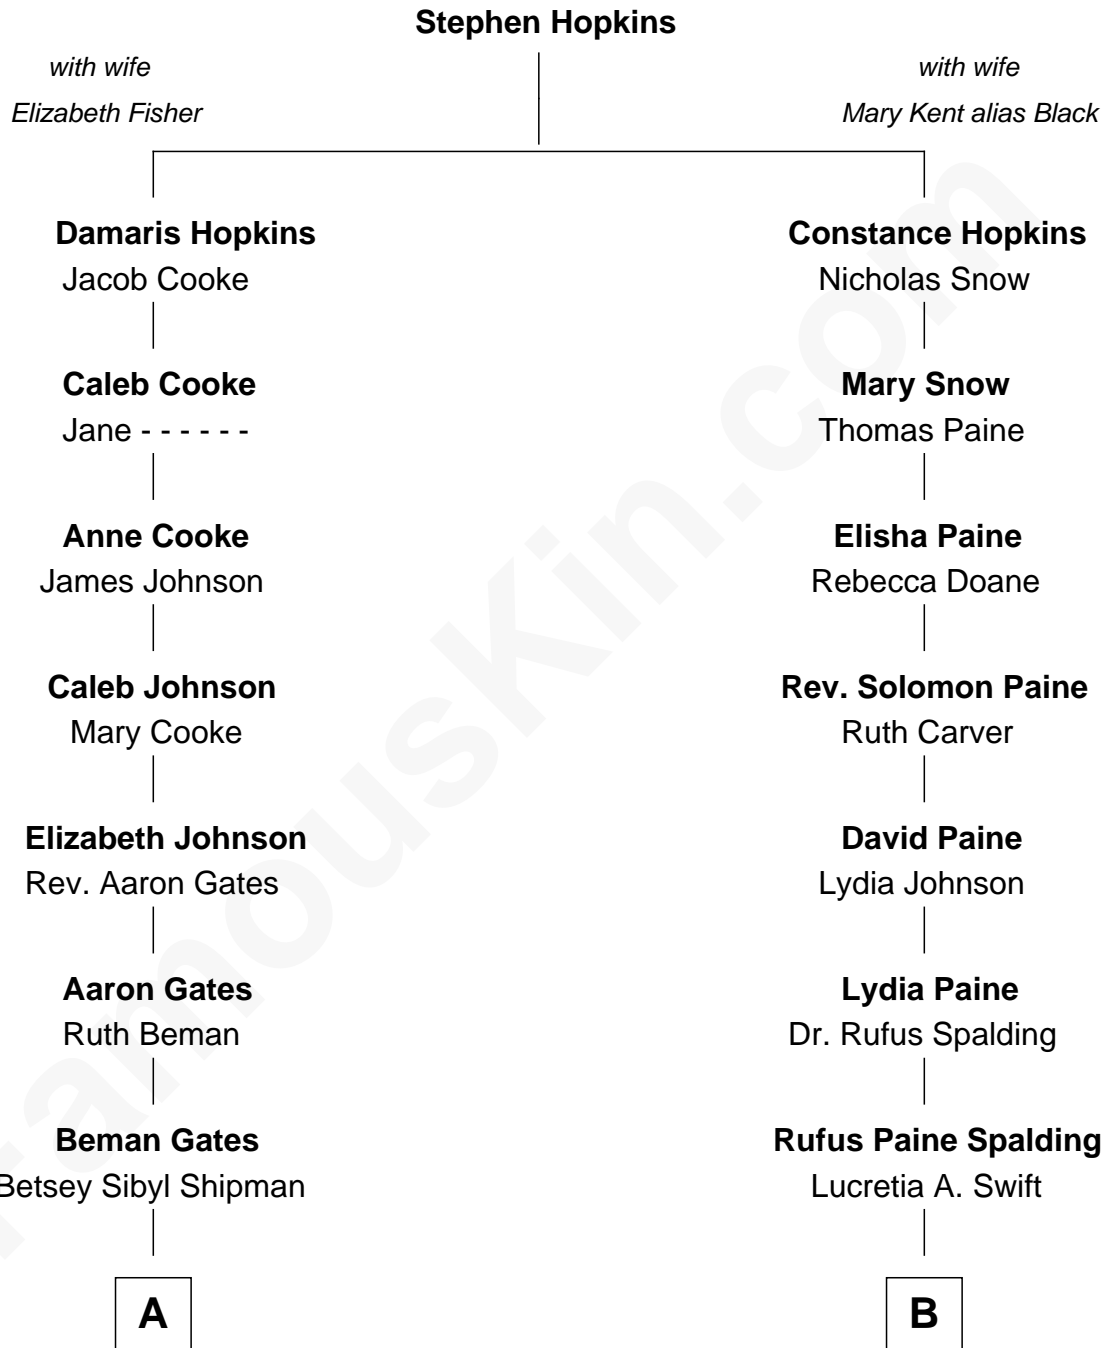 Stephen Hopkins
with wife
Elizabeth Fisher
with wife
Mary Kent alias Black
Damaris Hopkins
Jacob Cooke
Constance Hopkins
Nicholas Snow
Caleb Cooke
Jane - - - - - -
Mary Snow
Thomas Paine
Anne Cooke
James Johnson
Elisha Paine
Rebecca Doane
Caleb Johnson
Mary Cooke
Rev. Solomon Paine
Ruth Carver
Elizabeth Johnson
Rev. Aaron Gates
David Paine
Lydia Johnson
Aaron Gates
Ruth Beman
Lydia Paine
Dr. Rufus Spalding
Beman Gates
Betsey Sibyl Shipman
Rufus Paine Spalding
Lucretia A. Swift
A
B
FamousKin.com